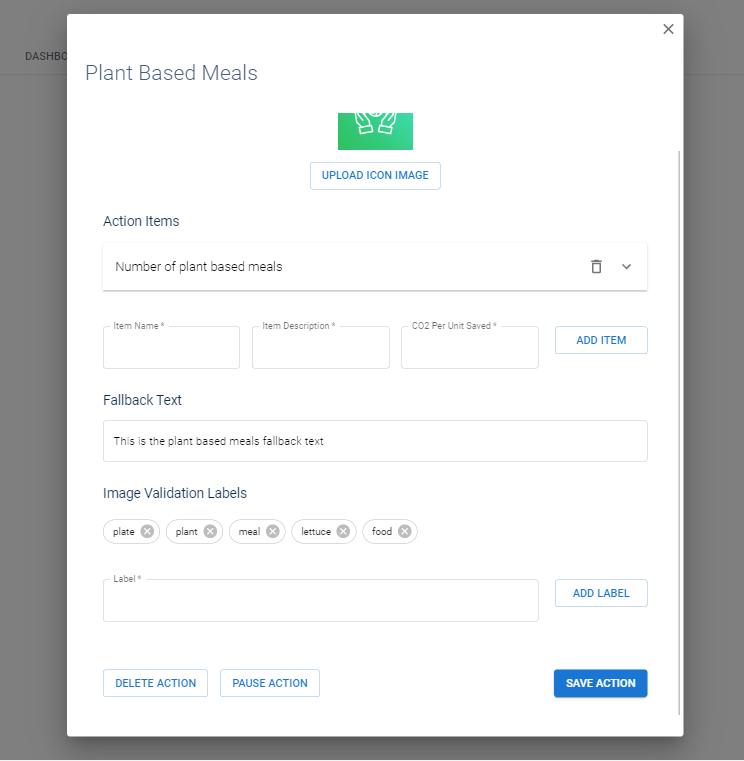 DASHBO
Plant Based Meals
UPLOAD ICON IMAGE
Action Items
Number of plant based meals
Item Name *
Item Description *
CO2 Per Unit Saved *
ADD ITEM
Fallback Text
This is the plant based meals fallback text
Image Validation Labels
plate
plant
meal
lettuce
food
Label *
ADD LABEL
DELETE ACTION
PAUSE ACTION
SAVE ACTION